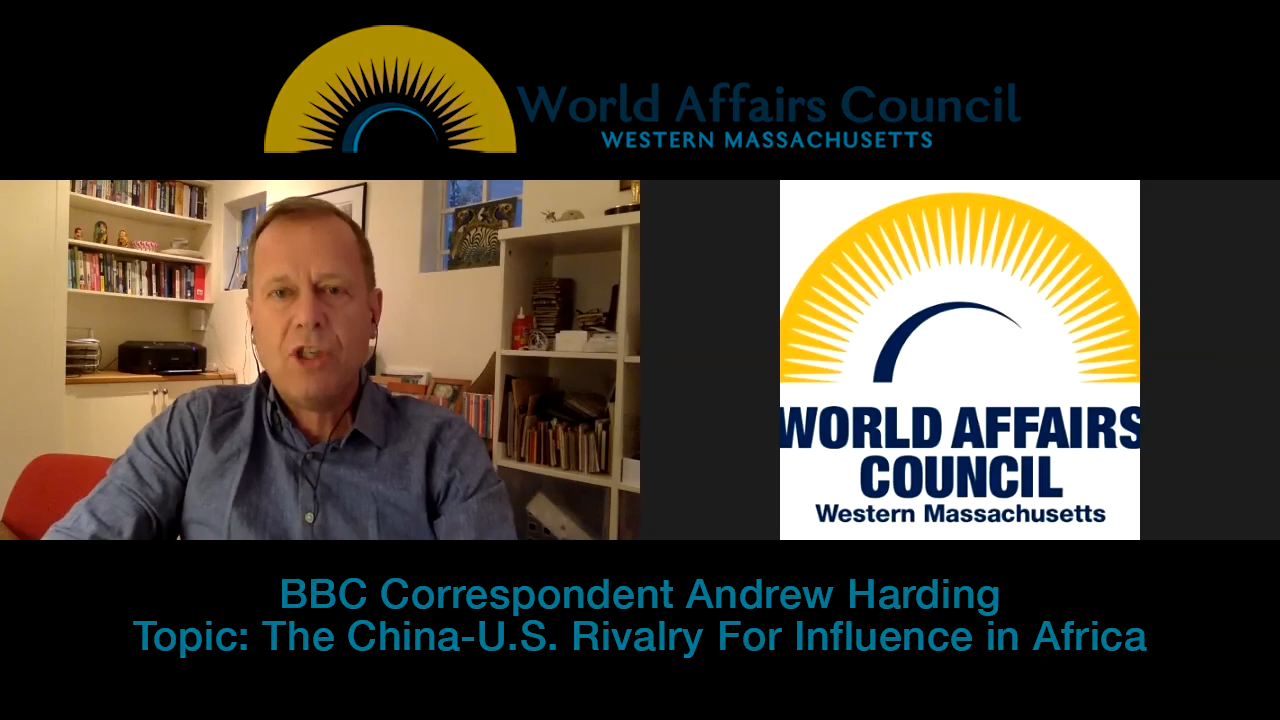 World Affairs Council
WESTERN MASSACHUSETTS
WORLD AFFAIRS
COUNCIL
Western Massachusetts
BBC Correspondent Andrew Harding
Topic: The China-U.S. Rivalry For Influence in Africa